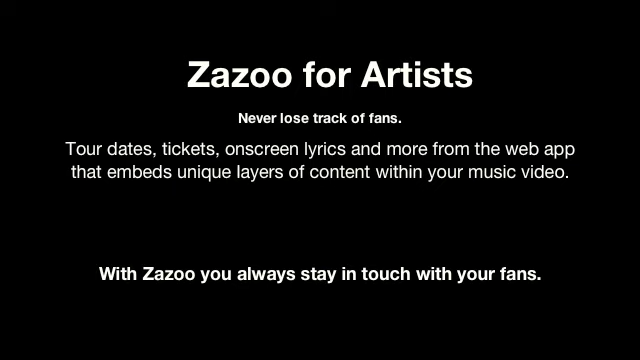 Zazoo for Artists
Never lose track of fans.
Tour dates, tickets, onscreen lyrics and more from the web app
that embeds unique layers of content within your music video.
With Zazoo you always stay in touch with your fans.